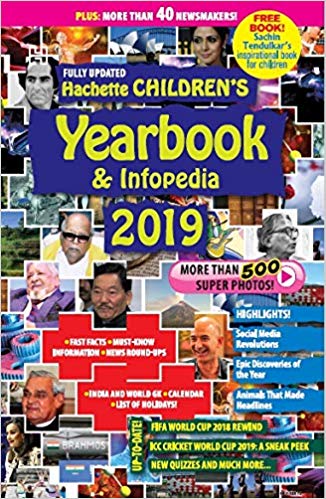 PLUS: MORE THAN 40 NEWSMAKERS!
FREE
BOOK!
Sachin
Tendulkar's
inspirational book
for children
FULLY UPDATED
Hachette CHILDREN'S
Yearbook
& Infopedia
2019
MORE THAN 500
SUPER PHOTOS!
HIGHLIGHTS!
Social Media
Revolutions
Epic Discoveries
of the Year
Animals That Made
Headlines
• FAST FACTS • MUST-KNOW
INFORMATION • NEWS ROUND-UPS
• INDIA AND WORLD GK • CALENDAR
• LIST OF HOLIDAYS!
UP-TO-DATE!
FIFA WORLD CUP 2018 REWIND
ICC CRICKET WORLD CUP 2019: A SNEAK PEEK
NEW QUIZZES AND MUCH MORE...
BRAHMOS